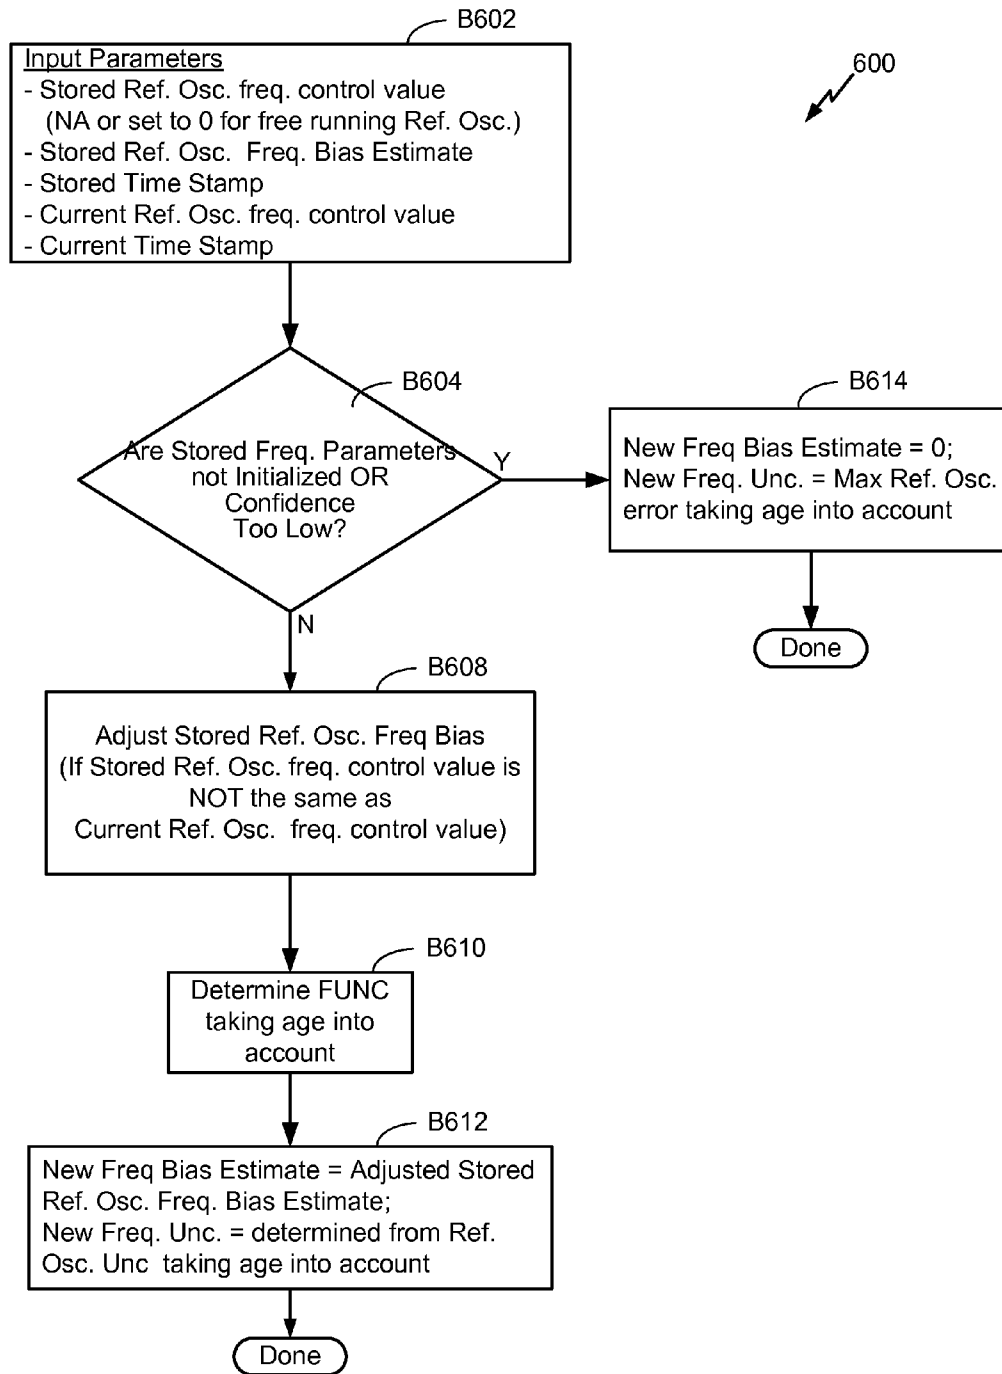 B602
600
Input Parameters
- Stored Ref. Osc. freq. control value
(NA or set to 0 for free running Ref. Osc.)
- Stored Ref. Osc. Freq. Bias Estimate
- Stored Time Stamp
- Current Ref. Osc. freq. control value
- Current Time Stamp
B604
Are Stored Freq. Parameters
not Initialized OR
Confidence
Too Low?
Y
N
B614
New Freq Bias Estimate = 0;
New Freq. Unc. = Max Ref. Osc.
error taking age into account
Done
B608
Adjust Stored Ref. Osc. Freq Bias
(If Stored Ref. Osc. freq. control value is
NOT the same as
Current Ref. Osc. freq. control value)
B610
Determine FUNC
taking age into
account
B612
New Freq Bias Estimate = Adjusted Stored
Ref. Osc. Freq. Bias Estimate;
New Freq. Unc. = determined from Ref.
Osc. Unc taking age into account
Done